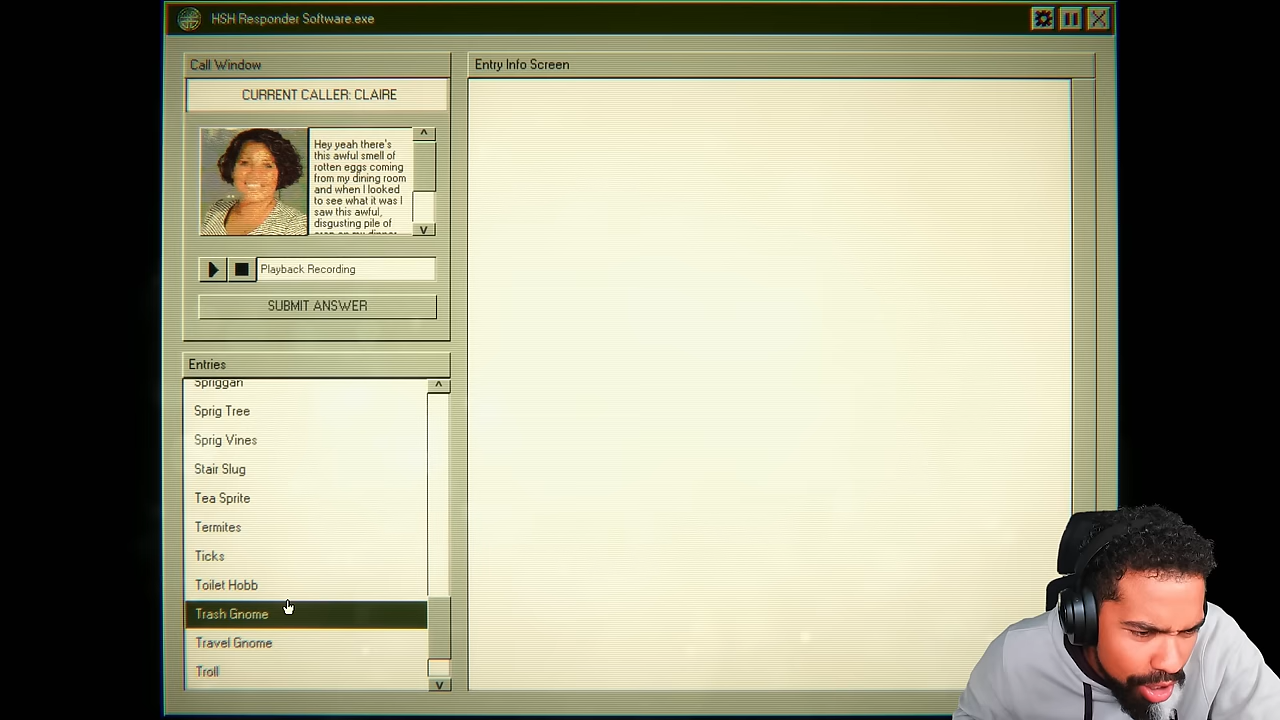 HSH Responder Software.exe
Call Window
CURRENT CALLER: CLAIRE
Hey yeah there's
this awful smell of
rotten eggs coming
from my dining room
and when I looked
to see what it was I
saw this awful,
disgusting pile of
Playback Recording
SUBMIT ANSWER
Entries
Spriggan
Sprig Tree
Sprig Vines
Stair Slug
Tea Sprite
Termites
Ticks
Toilet Hobb
Trash Gnome
Travel Gnome
Troll
Entry Info Screen